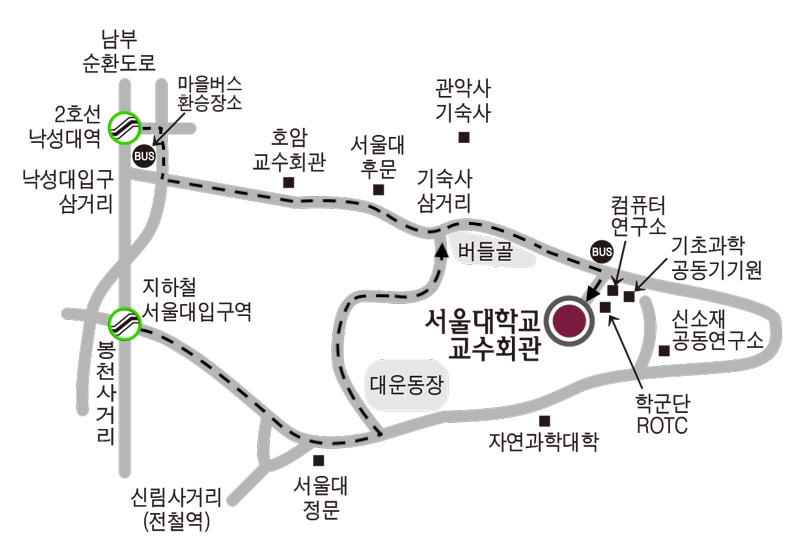 남부
순환도로
마을버스
환승장소
2호선
낙성대역
BUS
낙성대입구
삼거리
호암
교수회관
서울대
후문
관악사
기숙사
기숙사
삼거리
버들골
BUS
컴퓨터
연구소
기초과학
공동기기원
지하철
서울대입구역
봉천사거리
서울대학교
교수회관
신소재
공동연구소
대운동장
학군단
ROTC
자연과학대학
서울대
정문
신림사거리
(전철역)